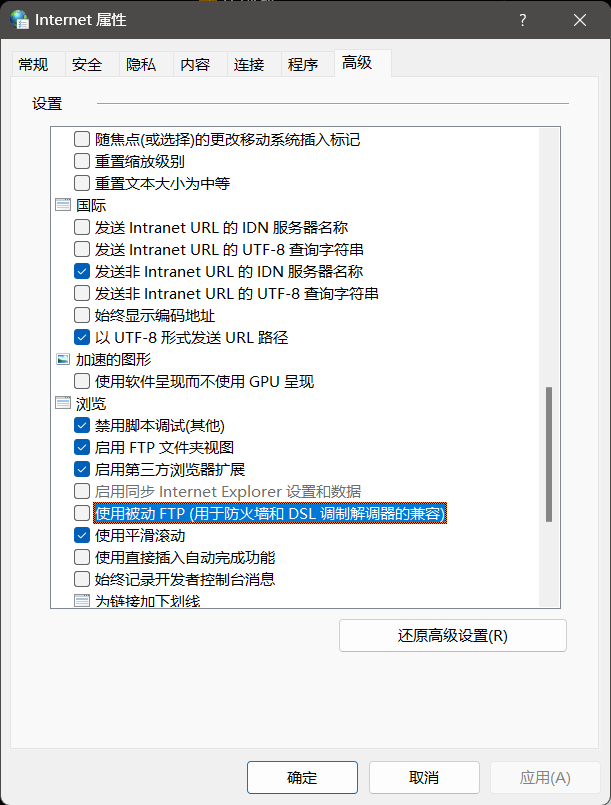 Internet 属性
?
常规 安全 隐私 内容 连接 程序 高级
设置
随焦点(或选择)的更改移动系统插入标记
重置缩放级别
重置文本大小为中等
国际
发送 Intranet URL 的 IDN 服务器名称
发送 Intranet URL 的 UTF-8 查询字符串
发送非 Intranet URL 的 IDN 服务器名称
发送非 Intranet URL 的 UTF-8 查询字符串
始终显示编码地址
以 UTF-8 形式发送 URL 路径
加速的图形
使用软件呈现而不使用 GPU 呈现
浏览
禁用脚本调试(其他)
启用 FTP 文件夹视图
启用第三方浏览器扩展
启用同步 Internet Explorer 设置和数据
使用被动 FTP (用于防火墙和 DSL 调制解调器的兼容)
使用平滑滚动
使用直接插入自动完成功能
始终记录开发者控制台消息
为链接加下划线
还原高级设置(R)
确定 取消 应用(A)